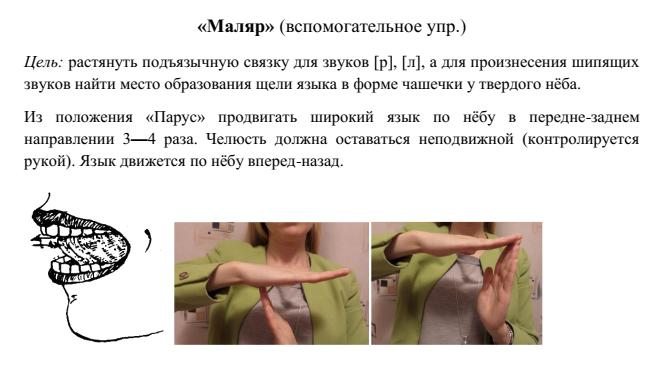 «Маляр» (вспомогательное упр.)
Цель: растянуть подъязычную связку для звуков [р], [л], а для произнесения шипящих
звуков найти место образования щели языка в форме чашечки у твердого нёба.
Из положения «Парус» продвигать широкий язык по нёбу в передне-заднем
направлении 3—4 раза. Челюсть должна оставаться неподвижной (контролируется
рукой). Язык движется по нёбу вперед-назад.